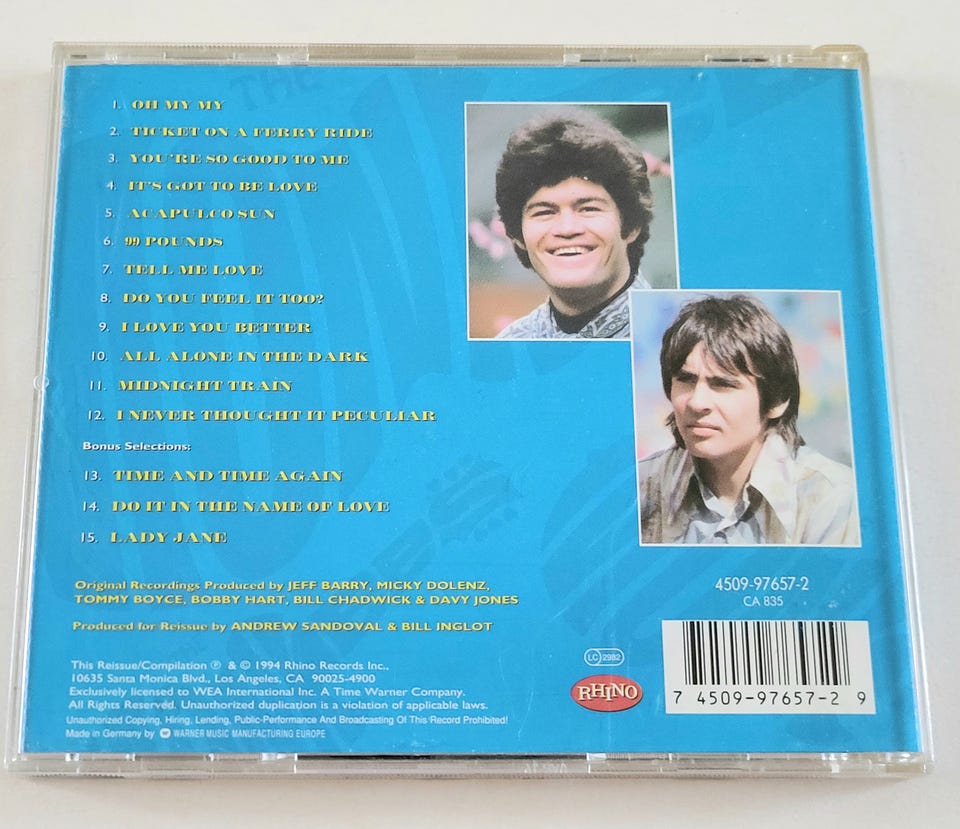 1. OH MY MY
2. TICKET ON A FERRY RIDE
3. YOU'RE SO GOOD TO ME
4. IT'S GOT TO BE LOVE
5. ACAPULCO SUN
6. 99 POUNDS
7. TELL ME LOVE
8. DO YOU FEEL IT TOO?
9. I LOVE YOU BETTER
10. ALL ALONE IN THE DARK
11. MIDNIGHT TRAIN
12. I NEVER THOUGHT IT PECULIAR
Bonus Selections:
13. TIME AND TIME AGAIN
14. DO IT IN THE NAME OF LOVE
15. LADY JANE
Original Recordings Produced by JEFF BARRY, MICKY DOLENZ,
TOMMY BOYCE, BOBBY HART, BILL CHADWICK & DAVY JONES
Produced for Reissue by ANDREW SANDOVAL & BILL INGLOT
This Reissue/Compilation ℗ & © 1994 Rhino Records Inc.,
10635 Santa Monica Blvd., Los Angeles, CA 90025-4900
Exclusively licensed to WEA International Inc. A Time Warner Company.
All Rights Reserved. Unauthorized duplication is a violation of applicable laws.
Unauthorized Copying, Hiring, Lending, Public-Performance And Broadcasting Of This Record Prohibited!
Made in Germany by WARNER MUSIC MANUFACTURING EUROPE
4509-97657-2
CA 835
LC 2982
RHINO
7 4509-97657-2 9
THE